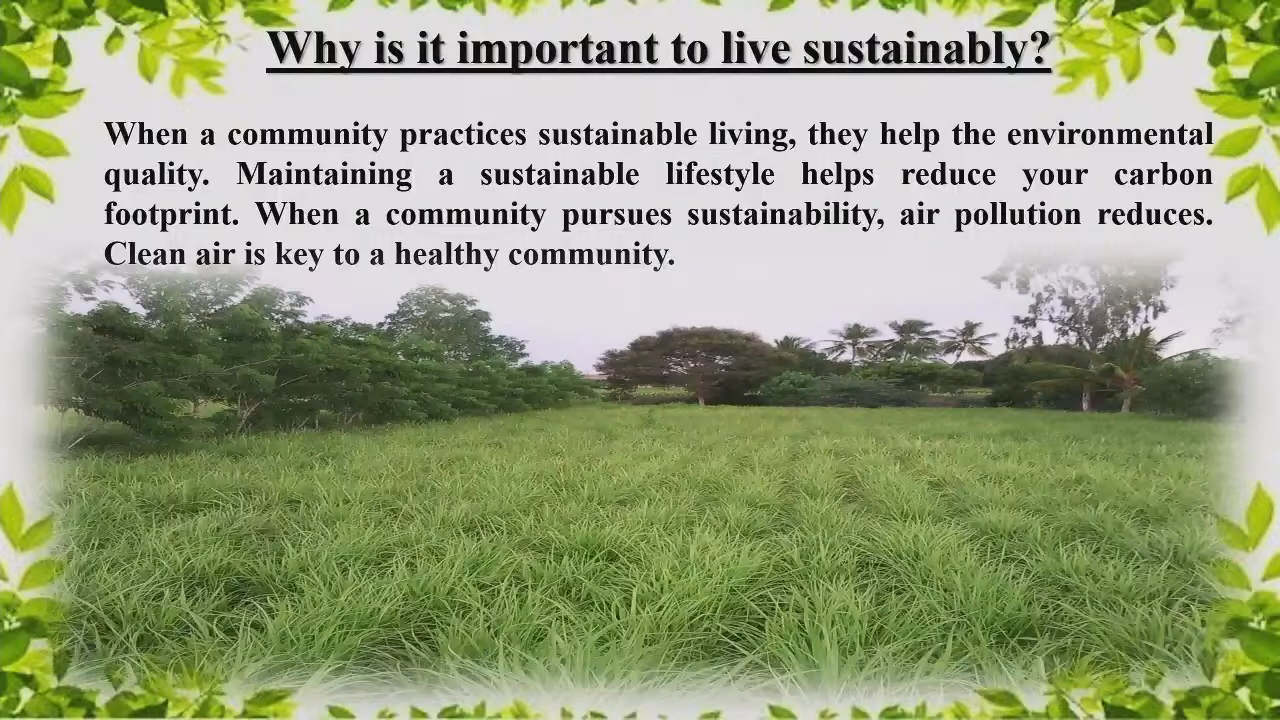 Why is it important to live sustainably?
When a community practices sustainable living, they help the environmental
quality. Maintaining a sustainable lifestyle helps reduce your carbon
footprint. When a community pursues sustainability, air pollution reduces.
Clean air is key to a healthy community.